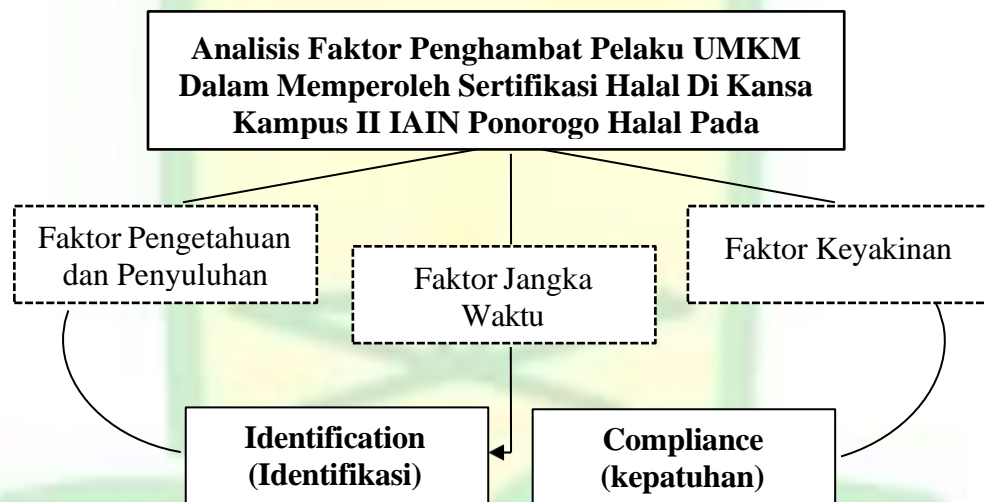 Analisis Faktor Penghambat Pelaku UMKM
Dalam Memperoleh Sertifikasi Halal Di Kansa
Kampus II IAIN Ponorogo Halal Pada
Faktor Pengetahuan
dan Penyuluhan
Faktor Jangka
Waktu
Faktor Keyakinan
Identification
(Identifikasi)
Compliance
(kepatuhan)